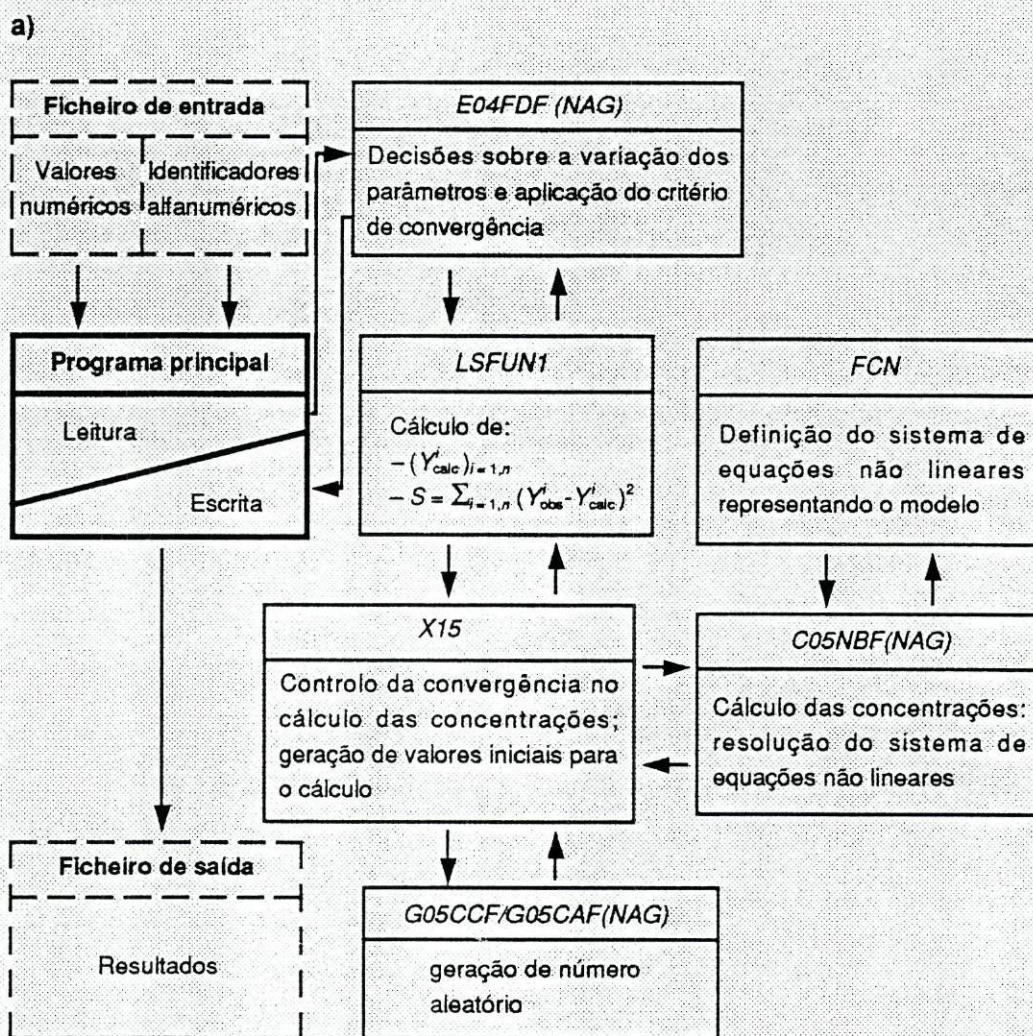 a)
Ficheiro de entrada
Valores
numéricos
Identificadores
alfanuméricos
E04FDF (NAG)
Decisões sobre a variação dos
parâmetros e aplicação do critério
de convergência
Programa principal
Leitura
Escrita
LSFUN1
Cálculo de:
– (Y^i_calc)_{i = 1,n}
– S = ∑_{i = 1,n} (Y^i_obs - Y^i_calc)^2
FCN
Definição do sistema de
equações não lineares
representando o modelo
X15
Controlo da convergência no
cálculo das concentrações;
geração de valores iniciais para
o cálculo
C05NBF(NAG)
Cálculo das concentrações:
resolução do sistema de
equações não lineares
Ficheiro de saída
Resultados
G05CCF/G05CAF(NAG)
geração de número
aleatório